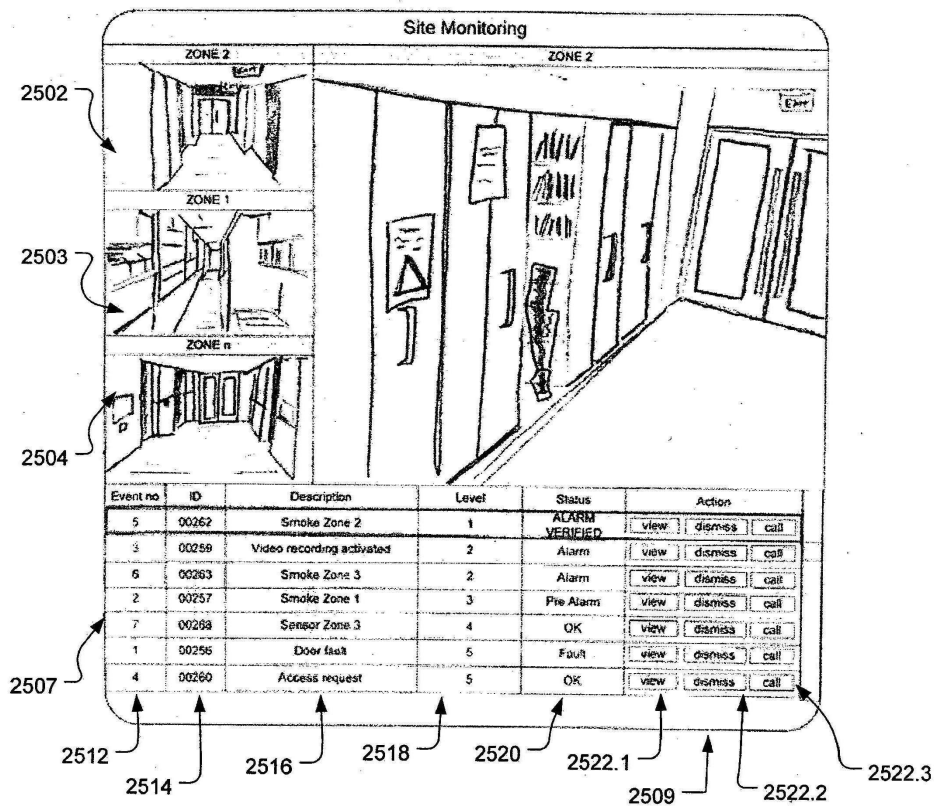 Site Monitoring
ZONE 2
ZONE 2
Exit
Exit
2502
ZONE 1
2503
ZONE n
2504
Event no ID Description Level Status Action
5 00262 Smoke Zone 2 1 ALARM VERIFIED view dismiss call
3 00259 Video recording activated 2 Alarm view dismiss call
6 00263 Smoke Zone 3 2 Alarm view dismiss call
2 00257 Smoke Zone 1 3 Pre Alarm view dismiss call
7 00268 Sensor Zone 3 4 OK view dismiss call
1 00256 Door fault 5 Fault view dismiss call
4 00260 Access request 5 OK view dismiss call
2507
2512
2514
2516
2518
2520
2522.1
2509
2522.2
2522.3